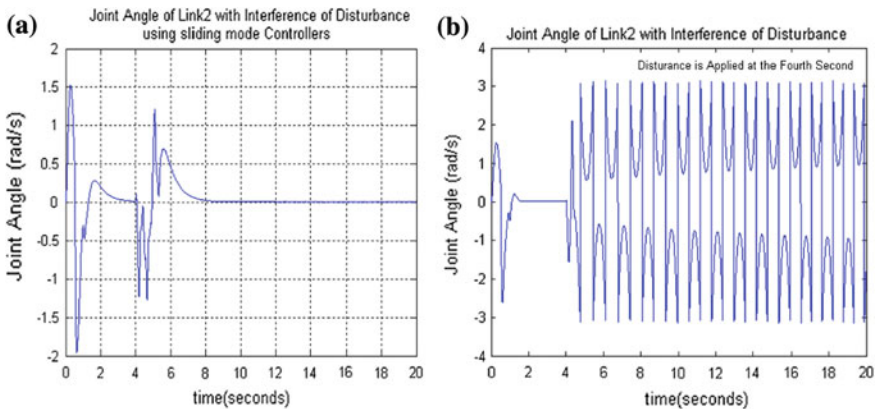 (a)
Joint Angle of Link2 with Interference of Disturbance
using sliding mode Controllers
Joint Angle (rad/s)
2
1.5
1
0.5
0
-0.5
-1
-1.5
-2
0 2 4 6 8 10 12 14 16 18 20
time(seconds)
(b)
Joint Angle of Link2 with Interference of Disturbance
Disturance is Applied at the Fourth Second
Joint Angle (rad/s)
4
3
2
1
0
-1
-2
-3
-4
0 2 4 6 8 10 12 14 16 18 20
time(seconds)